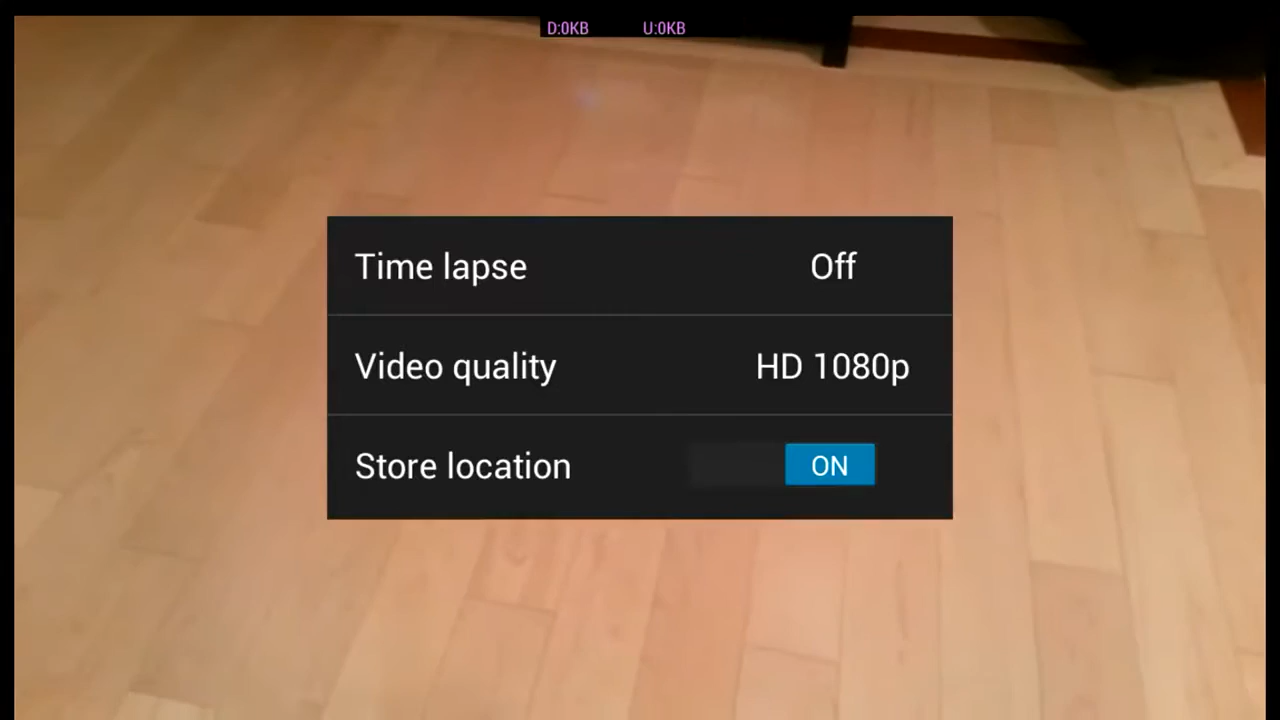 D:0KB U:0KB
Time lapse Off
Video quality HD 1080p
Store location ON